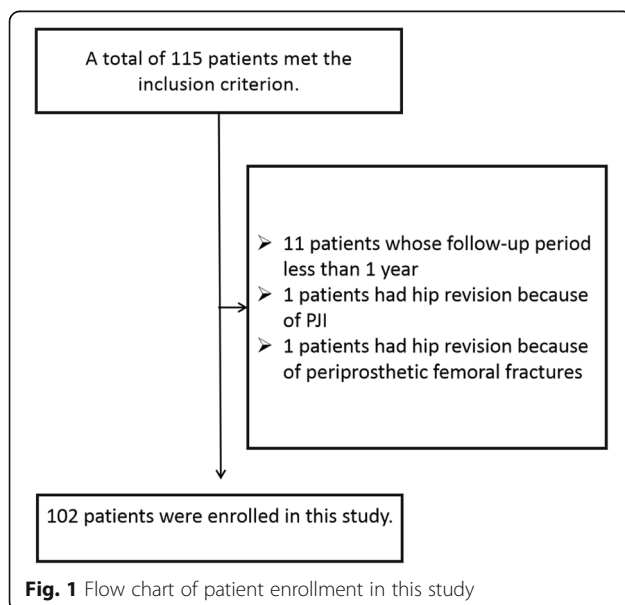 A total of 115 patients met the
inclusion criterion.
➢ 11 patients whose follow-up period
less than 1 year
➢ 1 patients had hip revision because
of PJI
➢ 1 patients had hip revision because
of periprosthetic femoral fractures
102 patients were enrolled in this study.
Fig. 1 Flow chart of patient enrollment in this study